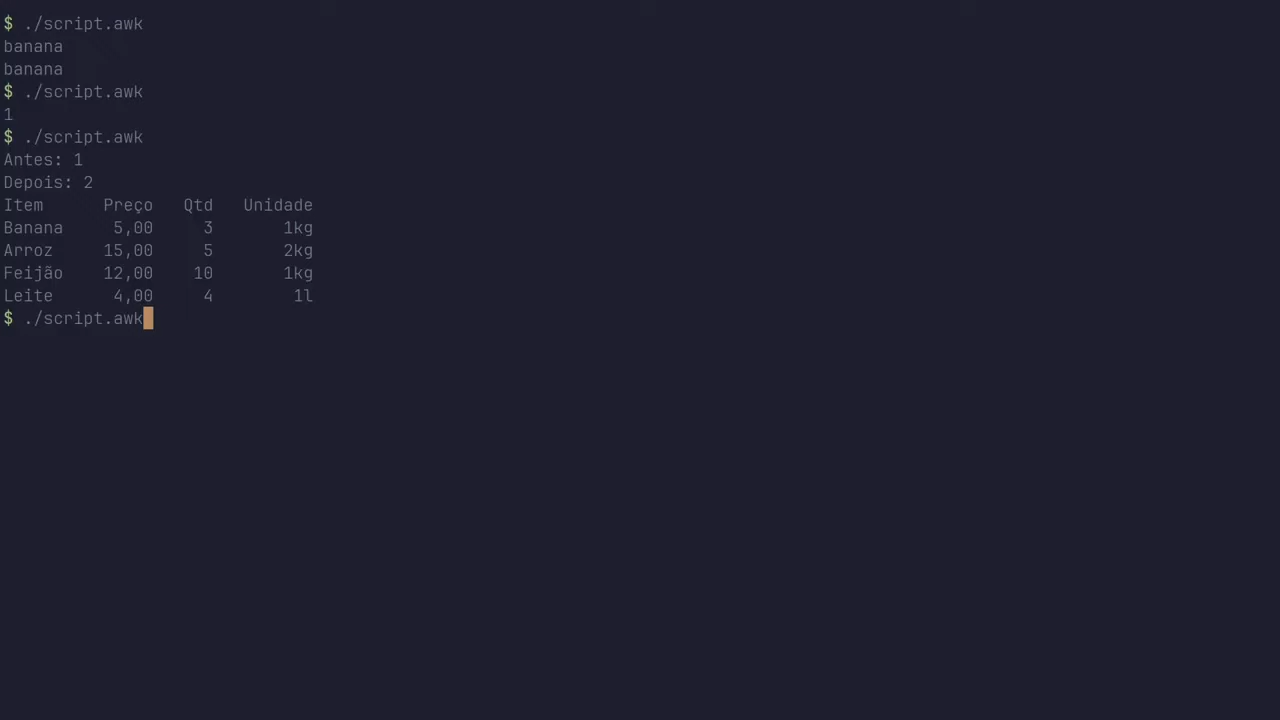 $ ./script.awk
banana
banana
$ ./script.awk
1
$ ./script.awk
Antes: 1
Depois: 2
Item      Preço   Qtd   Unidade
Banana     5,00     3       1kg
Arroz     15,00     5       2kg
Feijão    12,00    10       1kg
Leite      4,00     4        1l
$ ./script.awk